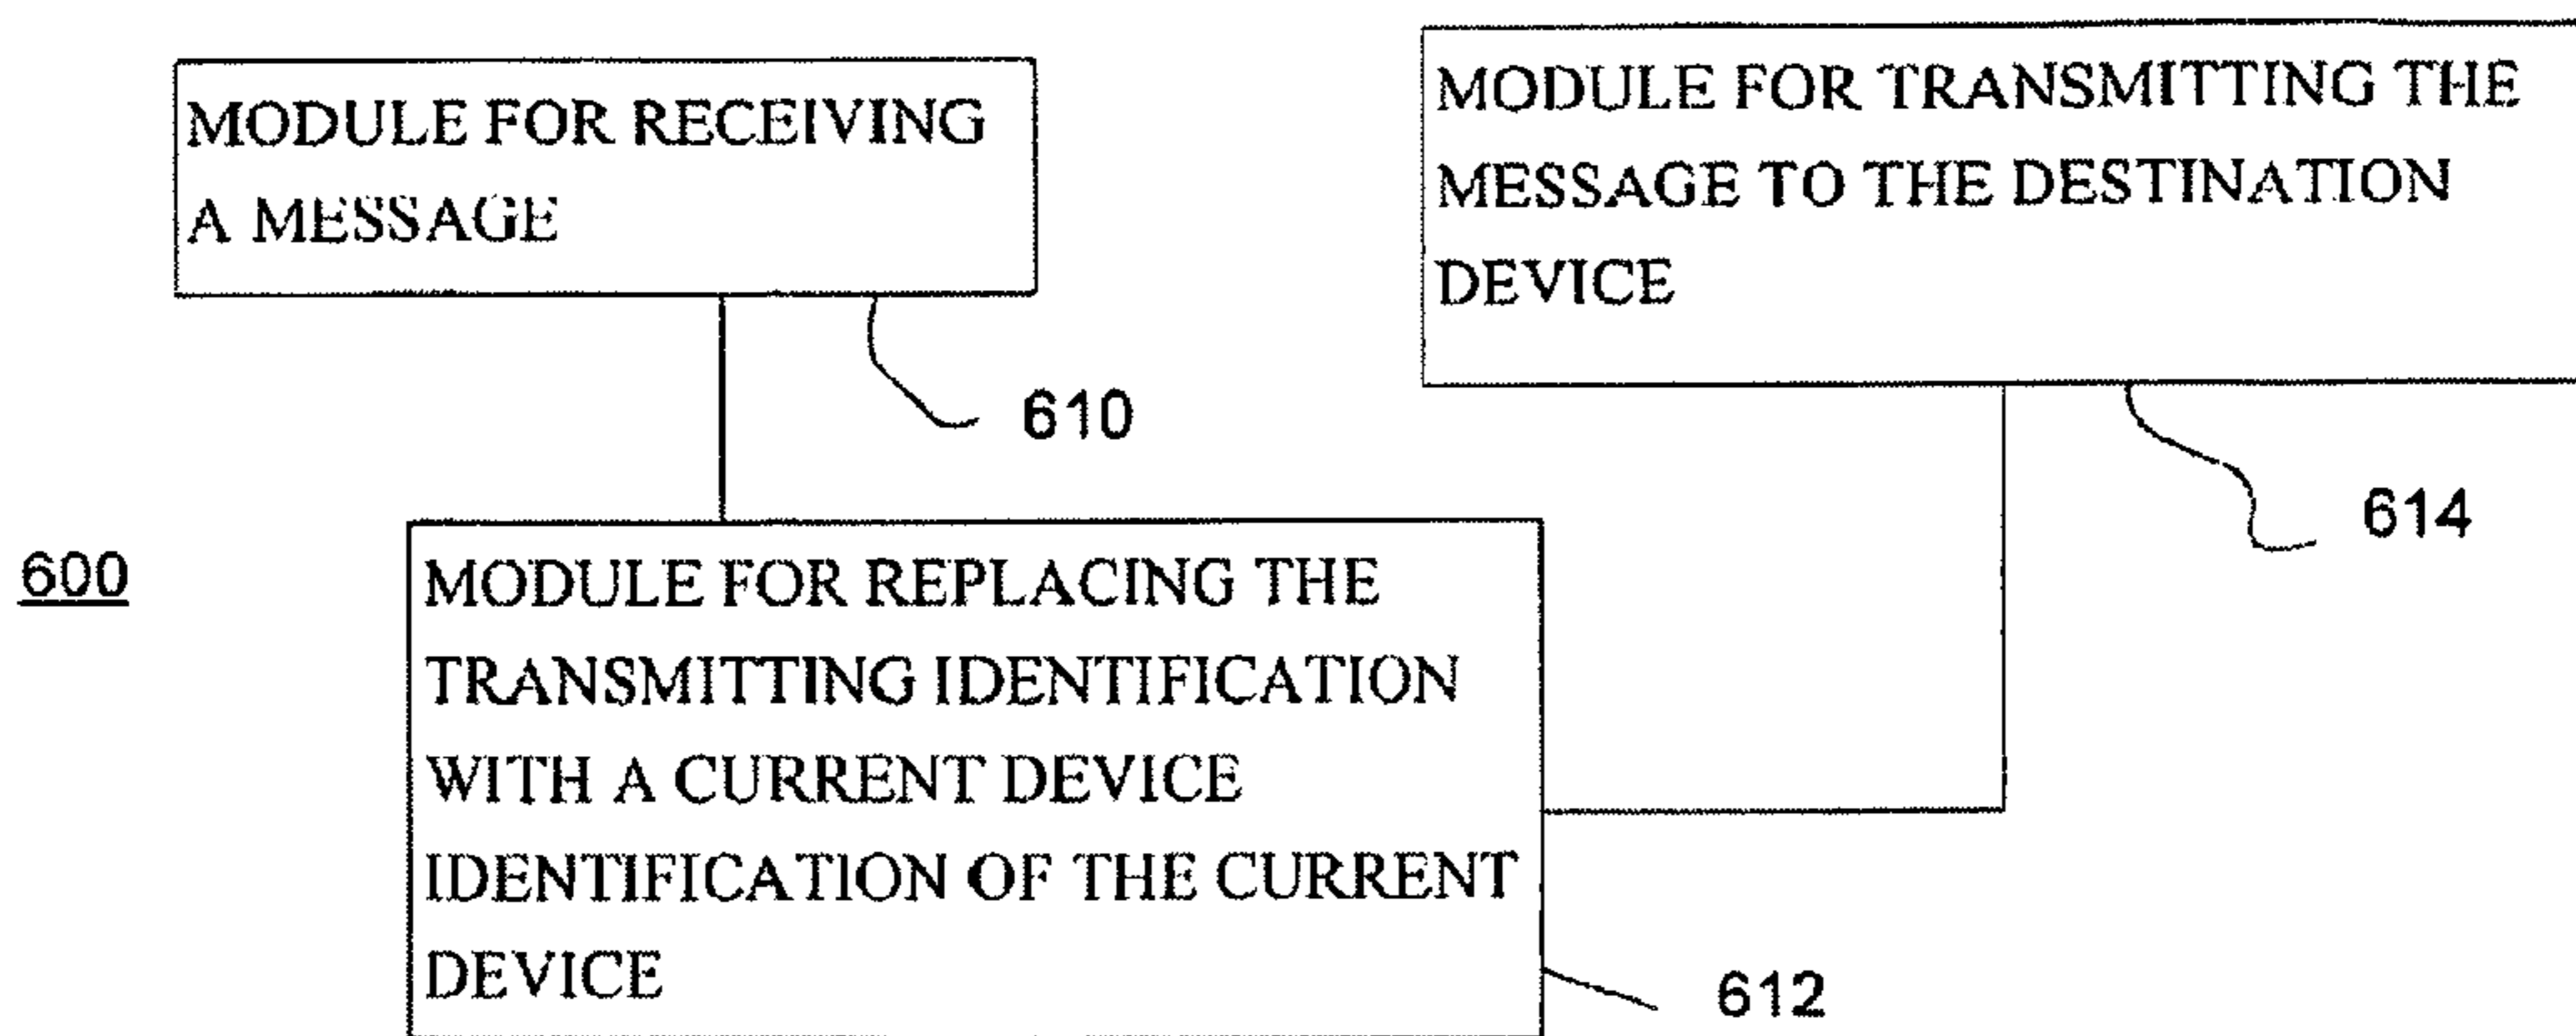 MODULE FOR RECEIVING
A MESSAGE
610
MODULE FOR TRANSMITTING THE
MESSAGE TO THE DESTINATION
DEVICE
614
600
MODULE FOR REPLACING THE
TRANSMITTING IDENTIFICATION
WITH A CURRENT DEVICE
IDENTIFICATION OF THE CURRENT
DEVICE
612